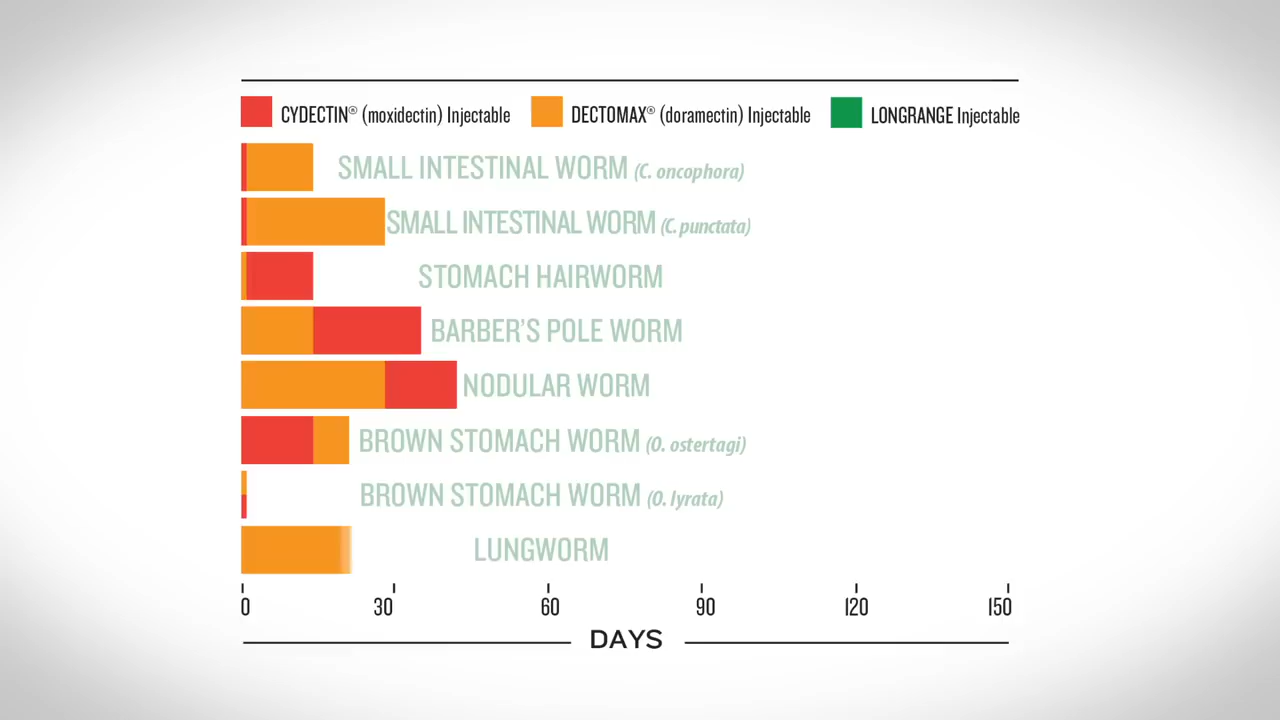 CYDECTIN® (moxidectin) Injectable DECTOMAX® (doramectin) Injectable LONGRANGE Injectable
SMALL INTESTINAL WORM (C. oncophora)
SMALL INTESTINAL WORM (C. punctata)
STOMACH HAIRWORM
BARBER'S POLE WORM
NODULAR WORM
BROWN STOMACH WORM (O. ostertagi)
BROWN STOMACH WORM (O. lyrata)
LUNGWORM
0 30 60 90 120 150
DAYS